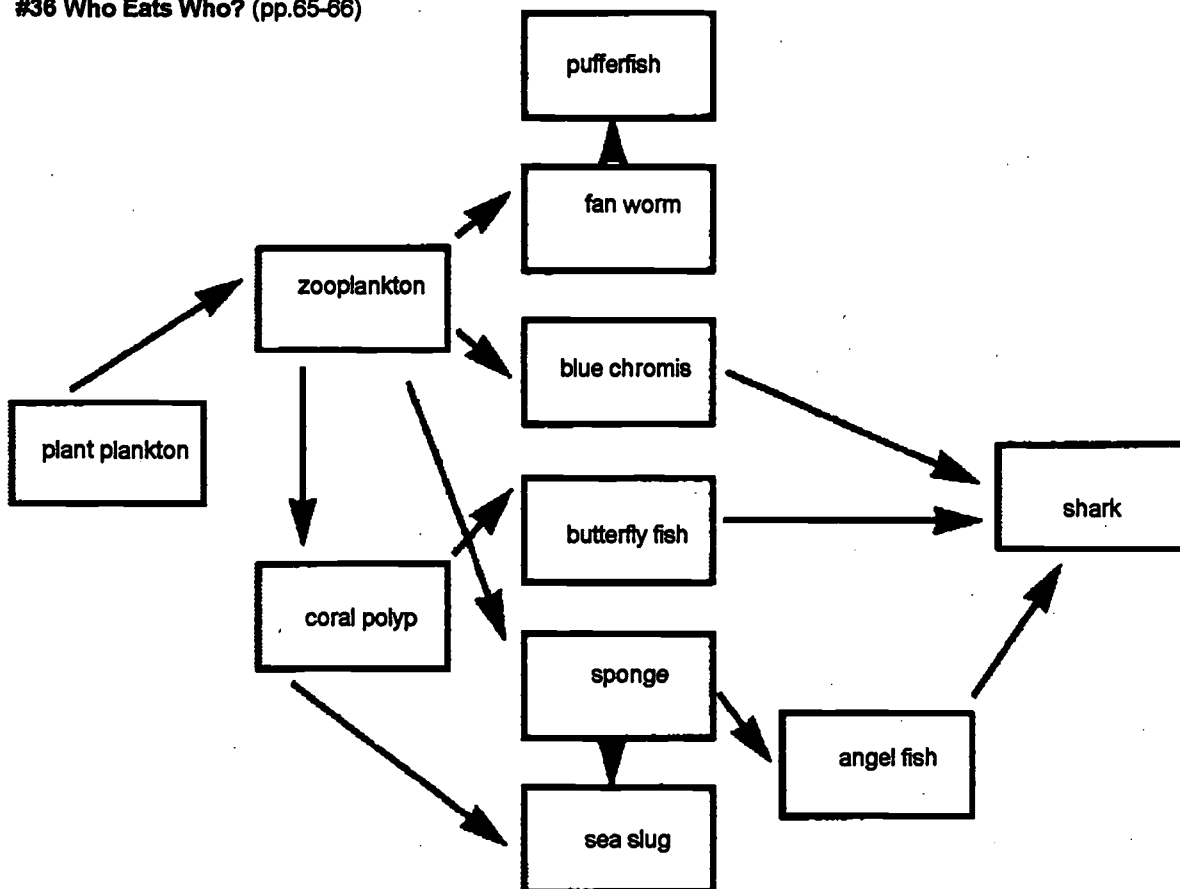 #36 Who Eats Who? (pp.65-66)
pufferfish
fan worm
zooplankton
blue chromis
plant plankton
shark
butterfly fish
coral polyp
sponge
angel fish
sea slug